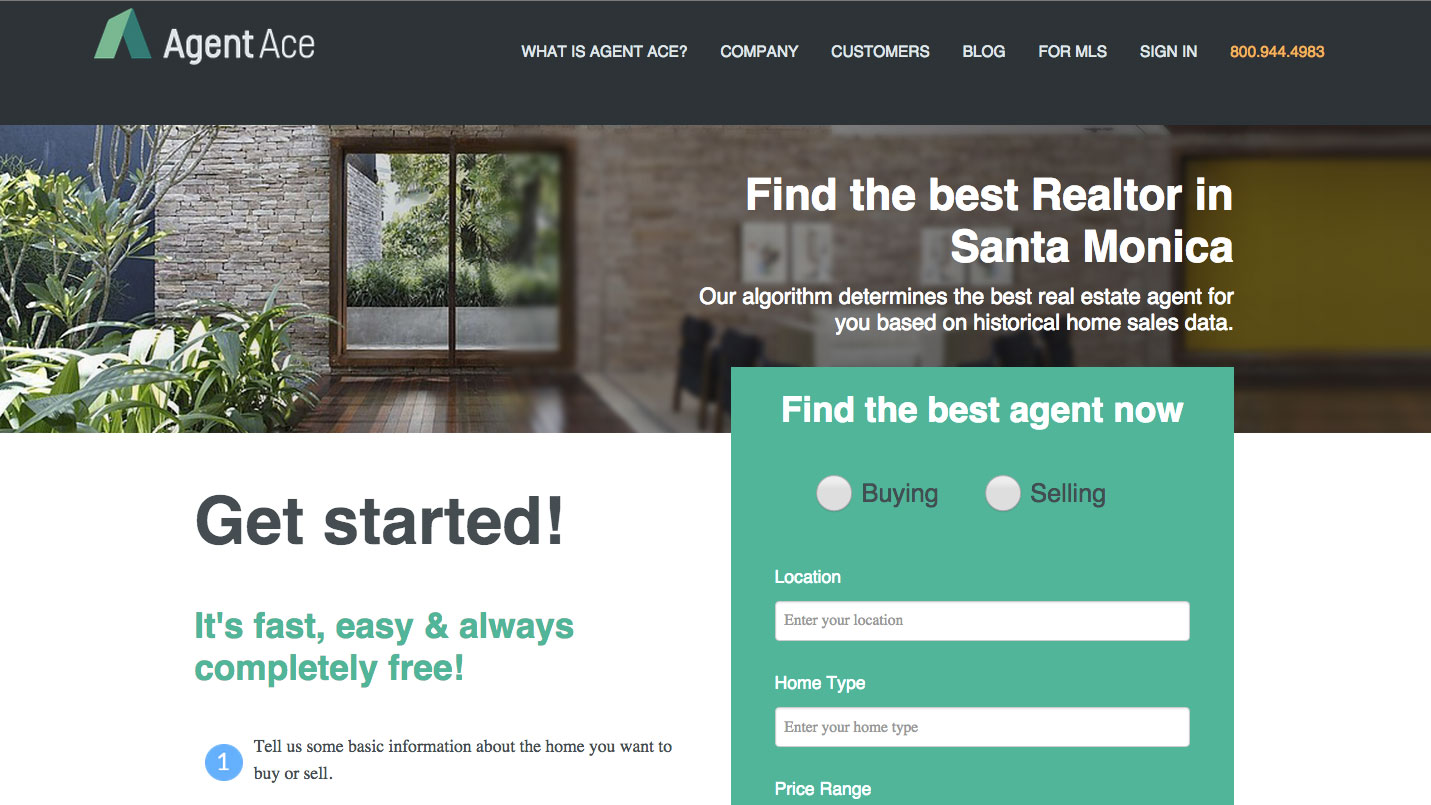 Agent Ace
WHAT IS AGENT ACE? COMPANY CUSTOMERS BLOG FOR MLS SIGN IN 800.944.4983
Find the best Realtor in
Santa Monica
Our algorithm determines the best real estate agent for
you based on historical home sales data.
Find the best agent now
Buying Selling
Location
Enter your location
Home Type
Enter your home type
Price Range
Get started!
It's fast, easy & always
completely free!
1 Tell us some basic information about the home you want to
buy or sell.